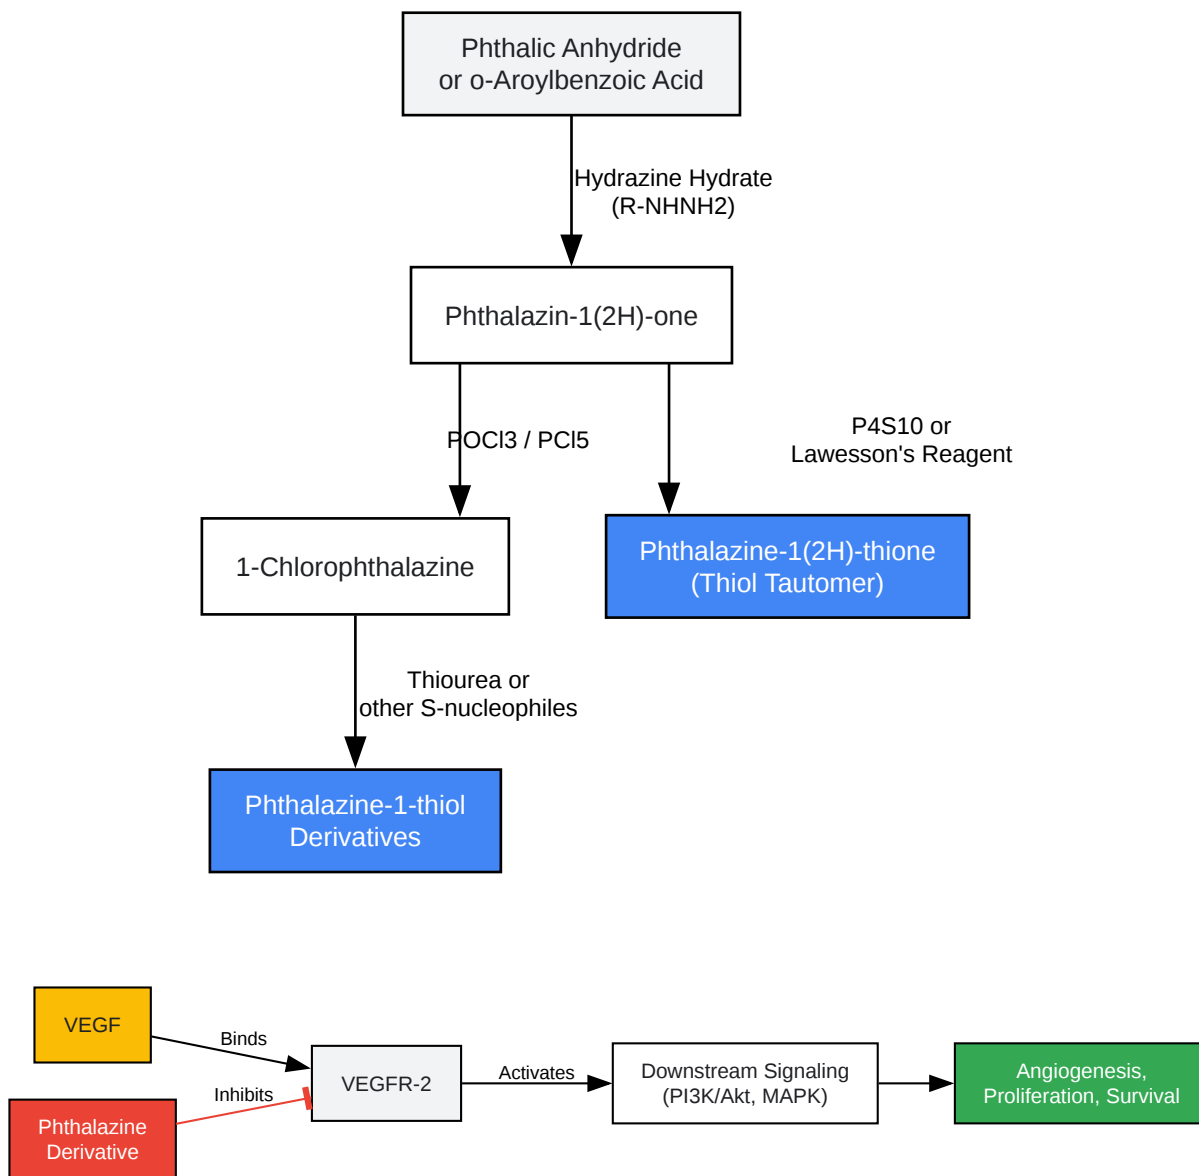 Phthalic Anhydride
or o-Aroylbenzoic Acid
Hydrazine Hydrate
(R-NHNH2)
Phthalazin-1(2H)-one
POCl3 / PCl5
P4S10 or
Lawesson's Reagent
1-Chlorophthalazine
Phthalazine-1(2H)-thione
(Thiol Tautomer)
Thiourea or
other S-nucleophiles
Phthalazine-1-thiol
Derivatives
VEGF
Binds
Phthalazine
Derivative
Inhibits
VEGFR-2
Activates
Downstream Signaling
(PI3K/Akt, MAPK)
Angiogenesis,
Proliferation, Survival